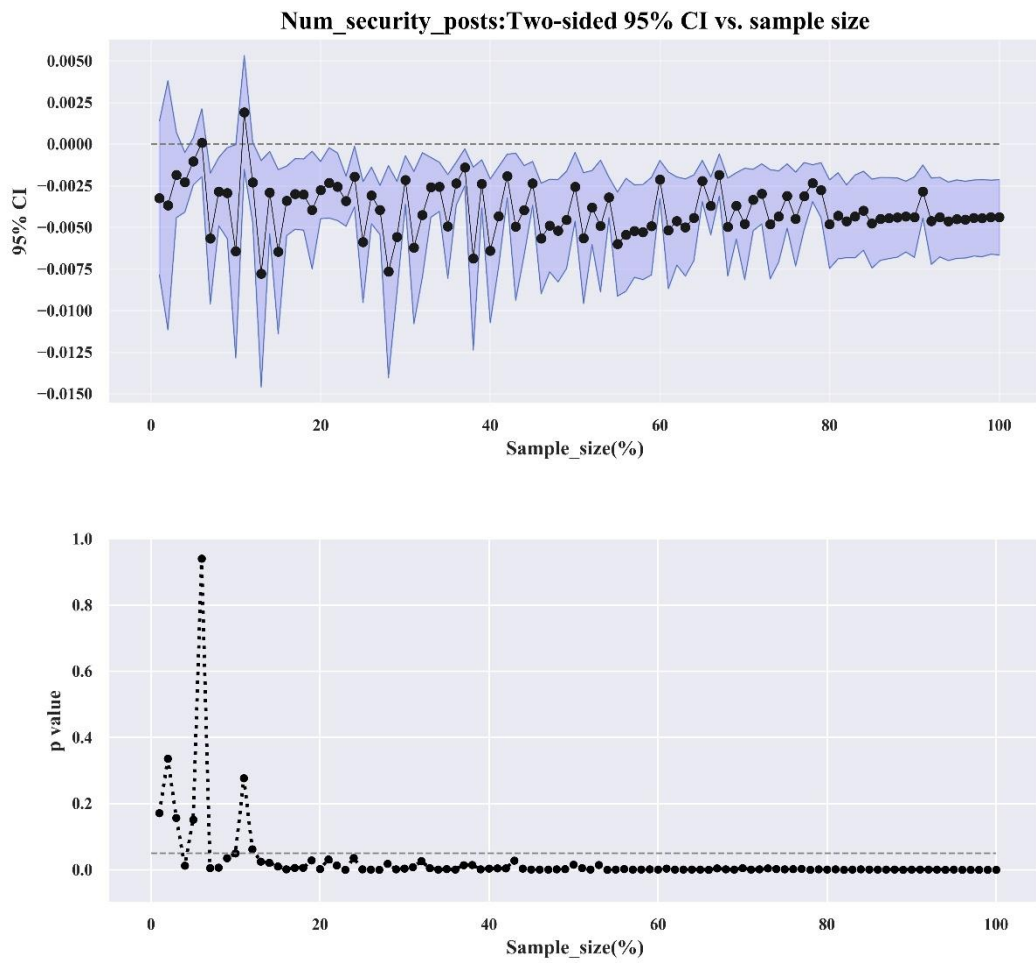 Num_security_posts:Two-sided 95% CI vs. sample size
95% CI
0.0050
0.0025
0.0000
−0.0025
−0.0050
−0.0075
−0.0100
−0.0125
−0.0150
0 20 40 60 80 100
Sample_size(%)
p value
1.0
0.8
0.6
0.4
0.2
0.0
0 20 40 60 80 100
Sample_size(%)